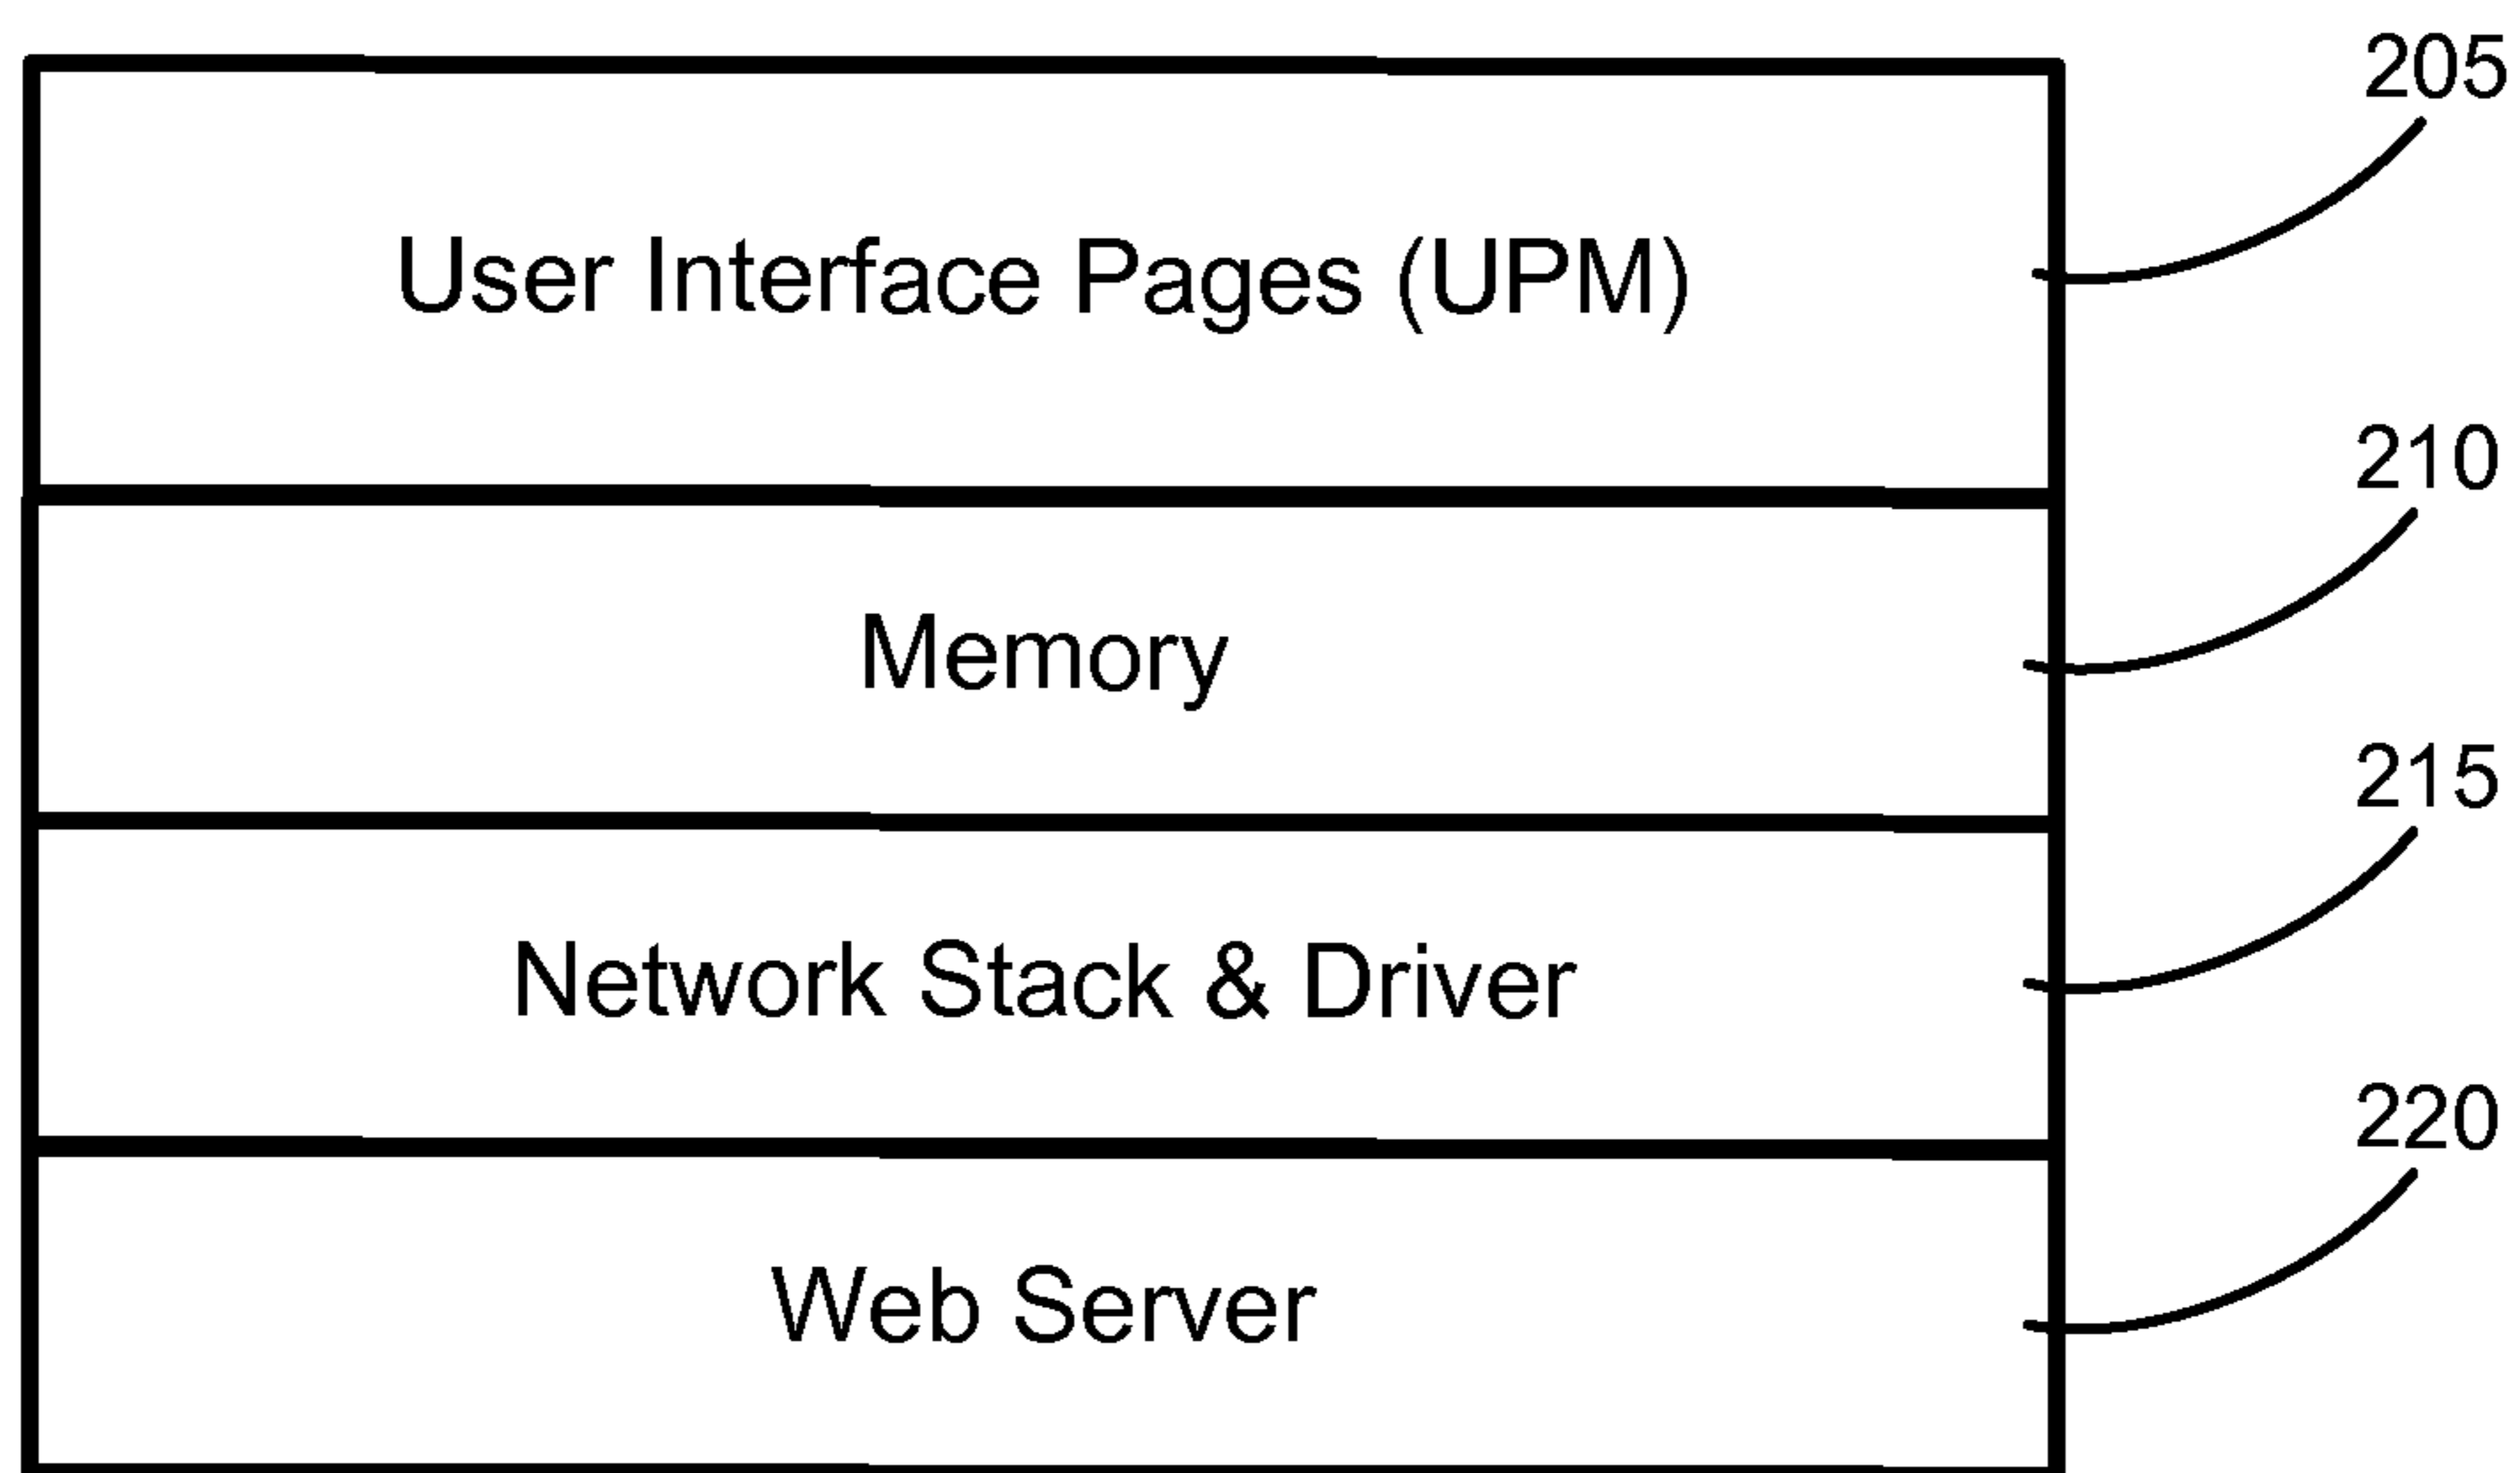 205
User Interface Pages (UPM)
210
Memory
215
Network Stack & Driver
220
Web Server